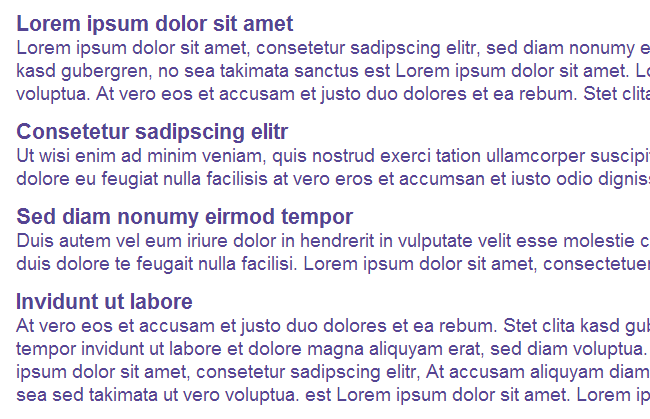 Lorem ipsum dolor sit amet
Lorem ipsum dolor sit amet, consetetur sadipscing elitr, sed diam nonumy e
kasd gubergren, no sea takimata sanctus est Lorem ipsum dolor sit amet. Lo
voluptua. At vero eos et accusam et justo duo dolores et ea rebum. Stet clita
Consetetur sadipscing elitr
Ut wisi enim ad minim veniam, quis nostrud exerci tation ullamcorper suscipi
dolore eu feugiat nulla facilisis at vero eros et accumsan et iusto odio digniss
Sed diam nonumy eirmod tempor
Duis autem vel eum iriure dolor in hendrerit in vulputate velit esse molestie c
duis dolore te feugait nulla facilisi. Lorem ipsum dolor sit amet, consectetuer
Invidunt ut labore
At vero eos et accusam et justo duo dolores et ea rebum. Stet clita kasd gub
tempor invidunt ut labore et dolore magna aliquyam erat, sed diam voluptua.
ipsum dolor sit amet, consetetur sadipscing elitr, At accusam aliquyam diam
sea sed takimata ut vero voluptua. est Lorem ipsum dolor sit amet. Lorem ip